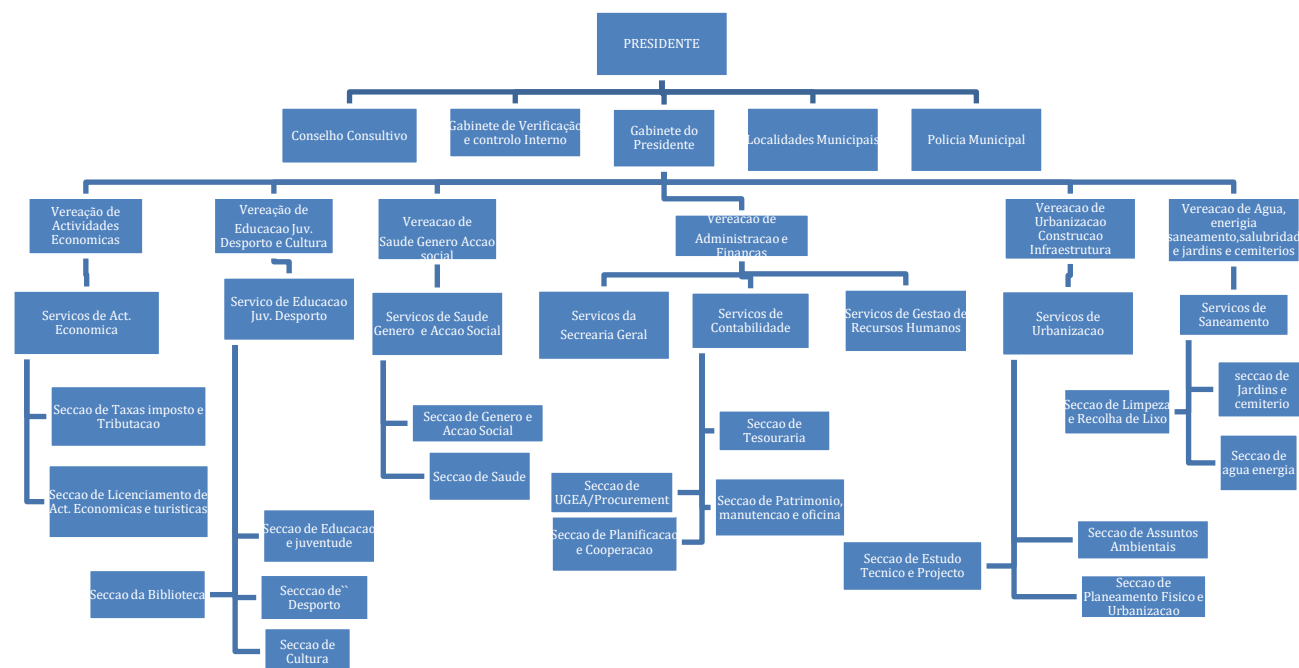 PRESIDENTE
Conselho Consultivo
Gabinete de Verificação
e controlo Interno
Gabinete do
Presidente
Localidades Municipais
Policia Municipal
Vereação de
Actividades
Economicas
Vereação de
Educacao Juv.
Desporto e Cultura
Vereacao de
Saude Genero Accao
social
Vereacao de
Administracao e
Finanças
Vereacao de
Urbanizacao
Construcao
Infraestrutura
Vereacao de Agua,
enerigia
saneamento,salubridad
e jardins e cemiterios
Servicos de Act.
Economica
Servico de Educacao
Juv. Desporto
Servicos de Saude
Genero e Accao Social
Servicos da
Secrearia Geral
Servicos de
Contabilidade
Servicos de Gestao de
Recursos Humanos
Servicos de
Urbanizacao
Servicos de
Saneamento
Seccao de Taxas imposto e
Tributacao
Seccao de Licenciamento de
Act. Economicas e turisticas
Seccao de Educacao
e juventude
Seccao da Biblioteca
Secccao de``
Desporto
Seccao de
Cultura
Seccao de Genero e
Accao Social
Seccao de Saude
Seccao de
Tesouraria
Seccao de
UGEA/Procurement
Seccao de Patrimonio,
manutencao e oficina
Seccao de Planificacao
e Cooperacao
Seccao de Assuntos
Ambientais
Seccao de Estudo
Tecnico e Projecto
Seccao de
Planeamento Fisico e
Urbanizacao
seccao de
Jardins e
cemiterio
Seccao de Limpeza
e Recolha de Lixo
Seccao de
agua energia